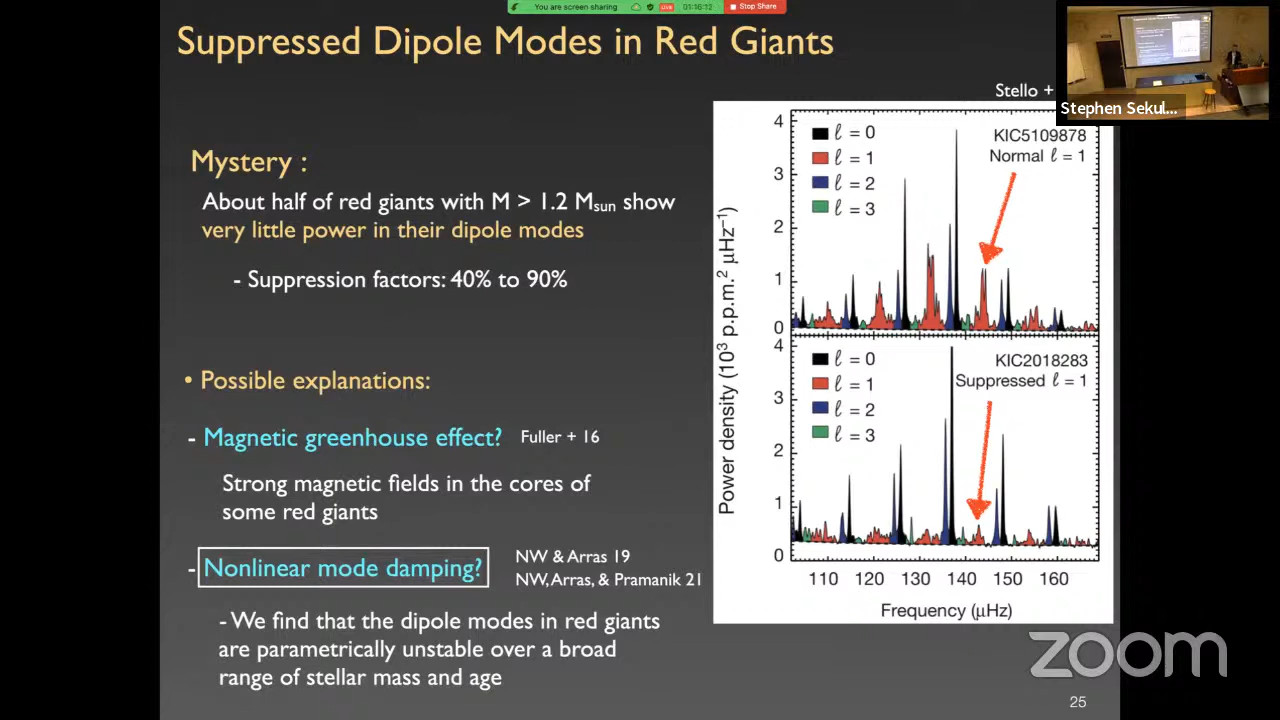 You are screen sharing LIVE 01:16:12 Stop Share
Suppressed Dipole Modes in Red Giants
Stello +
Stephen Sekul...
Mystery :
About half of red giants with M > 1.2 Msun show
very little power in their dipole modes
- Suppression factors: 40% to 90%
• Possible explanations:
- Magnetic greenhouse effect? Fuller + 16
Strong magnetic fields in the cores of
some red giants
- Nonlinear mode damping?
NW & Arras 19
NW, Arras, & Pramanik 21
- We find that the dipole modes in red giants
are parametrically unstable over a broad
range of stellar mass and age
Power density (10³ p.p.m.² μHz⁻¹)
4
3
2
1
0
ℓ = 0
ℓ = 1
ℓ = 2
ℓ = 3
KIC5109878
Normal ℓ = 1
4
3
2
1
0
ℓ = 0
ℓ = 1
ℓ = 2
ℓ = 3
KIC2018283
Suppressed ℓ = 1
110 120 130 140 150 160
Frequency (μHz)
zoom
25